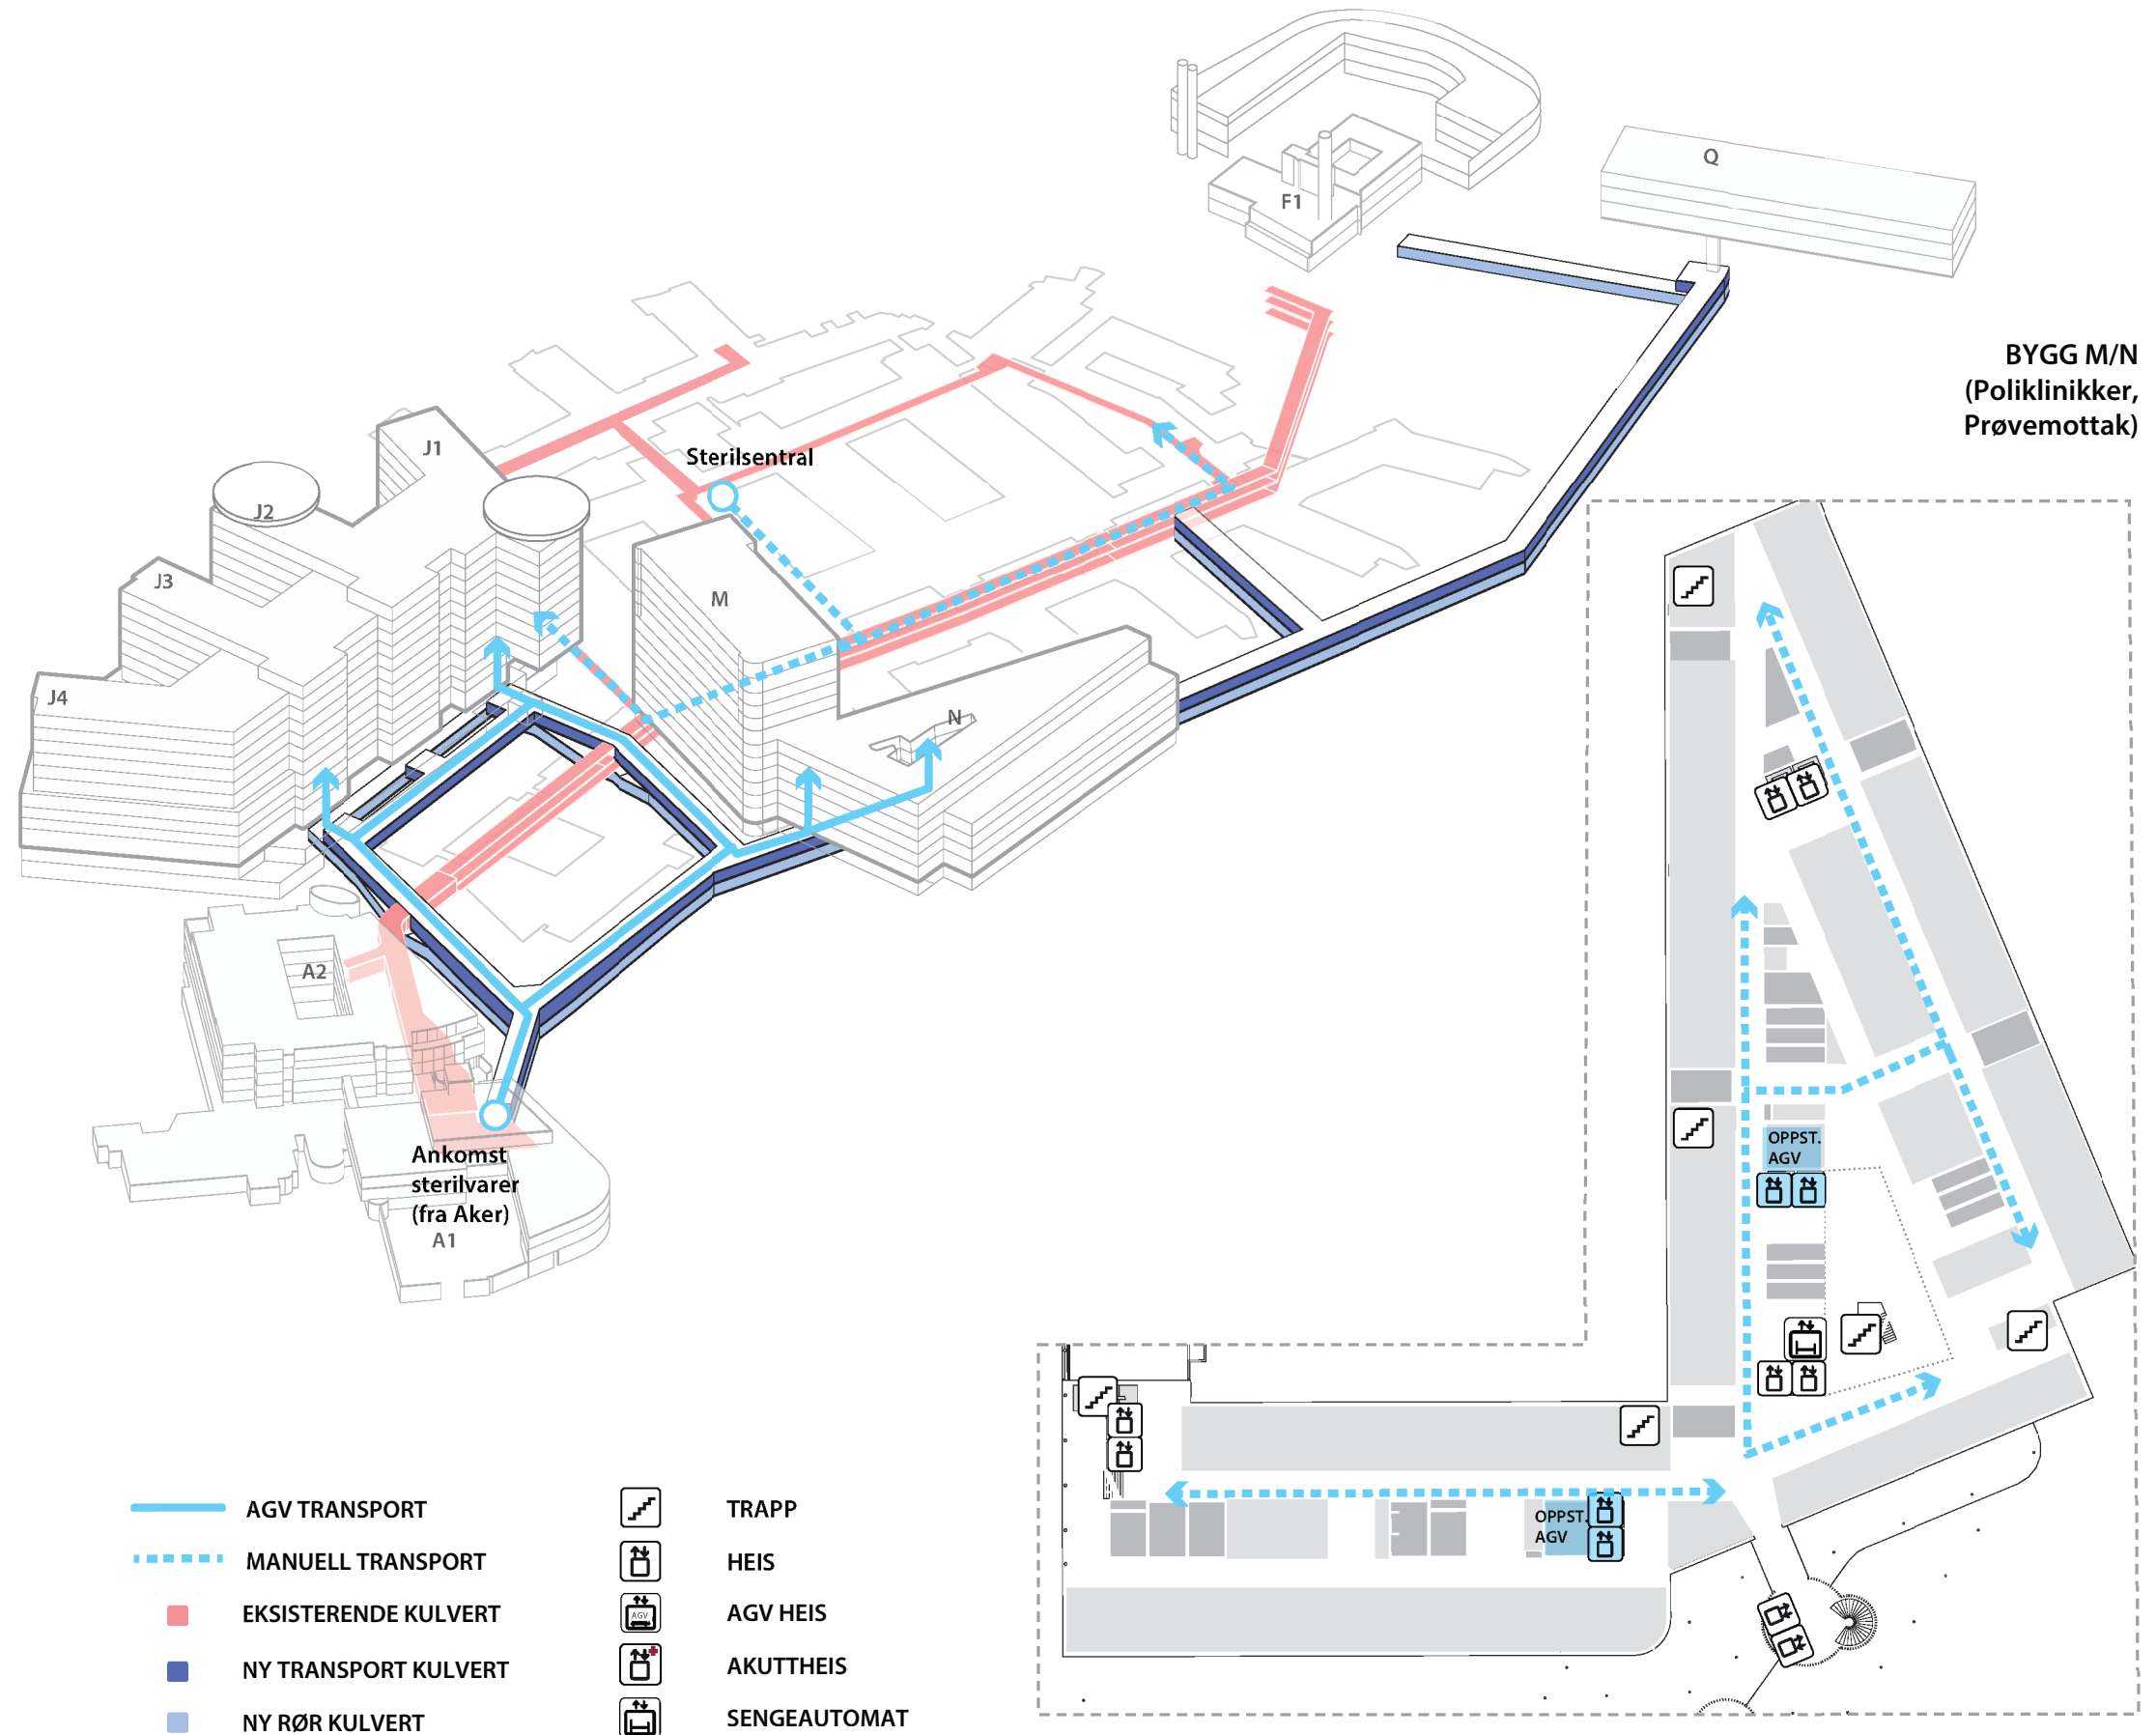 Q
F1
BYGG M/N
(Poliklinikker,
Prøvemottak)
J1
Sterilsentral
J2
J3
M
J4
N
A2
OPPST.
AGV
Ankomst
sterilvarer
(fra Aker)
A1
OPPST.
AGV
AGV TRANSPORT
MANUELL TRANSPORT
EKSISTERENDE KULVERT
NY TRANSPORT KULVERT
NY RØR KULVERT
TRAPP
HEIS
AGV
AGV HEIS
AKUTTHEIS
SENGEAUTOMAT